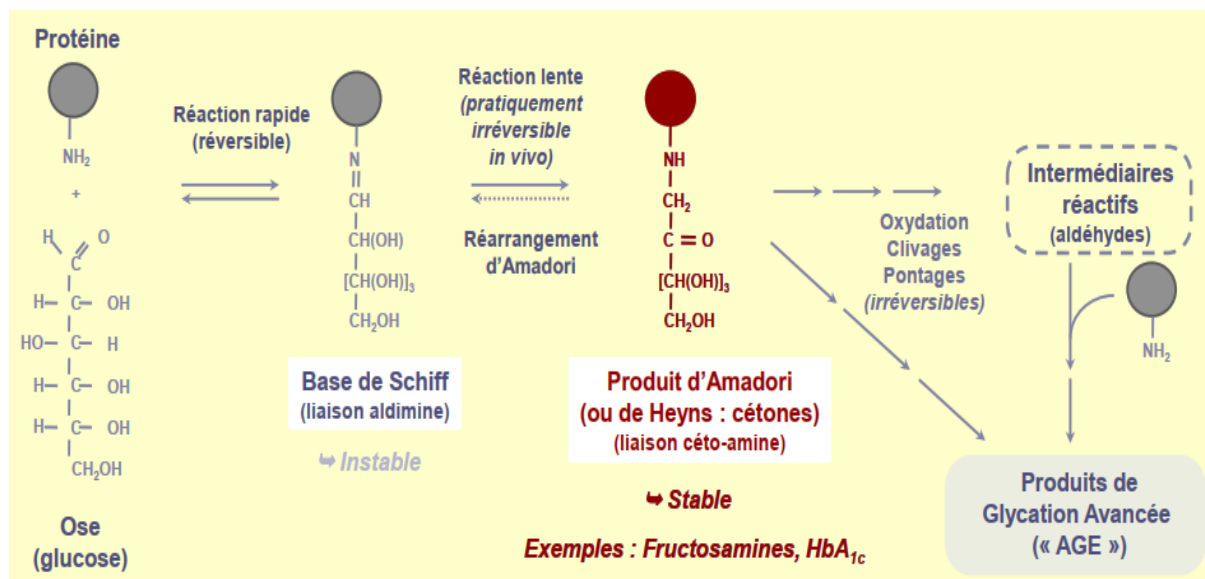 Protéine
NH2
+
H
O
C
H
C
OH
HO
C
H
H
C
OH
H
C
OH
CH2OH
Ose
(glucose)
Réaction rapide
(réversible)
N
CH
CH(OH)
[CH(OH)]3
CH2OH
Base de Schiff
(liaison aldimine)
Instable
Réaction lente
(pratiquement
irréversible
in vivo)
Réarrangement
d’Amadori
NH
CH2
C = O
[CH(OH)]3
CH2OH
Produit d’Amadori
(ou de Heyns : cétones)
(liaison céto-amine)
Stable
Exemples : Fructosamines, HbA1c
Oxydation
Clivages
Pontages
(irréversibles)
Intermédiaires
réactifs
(aldéhydes)
NH2
Produits de
Glycation Avancée
(« AGE »)